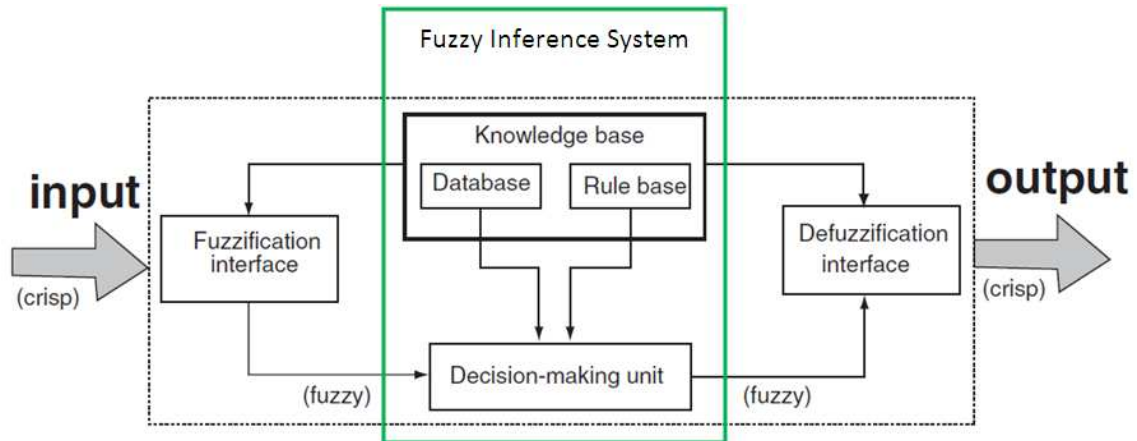 Fuzzy Inference System
Knowledge base
Database
Rule base
input
output
Fuzzification
interface
Defuzzification
interface
(crisp)
(crisp)
Decision-making unit
(fuzzy)
(fuzzy)